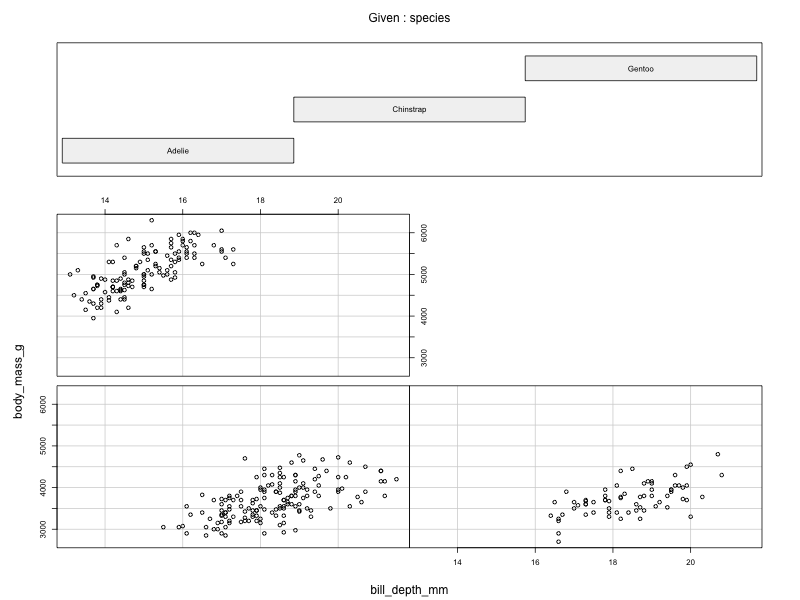 Given : species
Gentoo
Chinstrap
Adelie
14 16 18 20
6000
5000
4000
3000
body_mass_g
6000
5000
4000
3000
14 16 18 20
bill_depth_mm